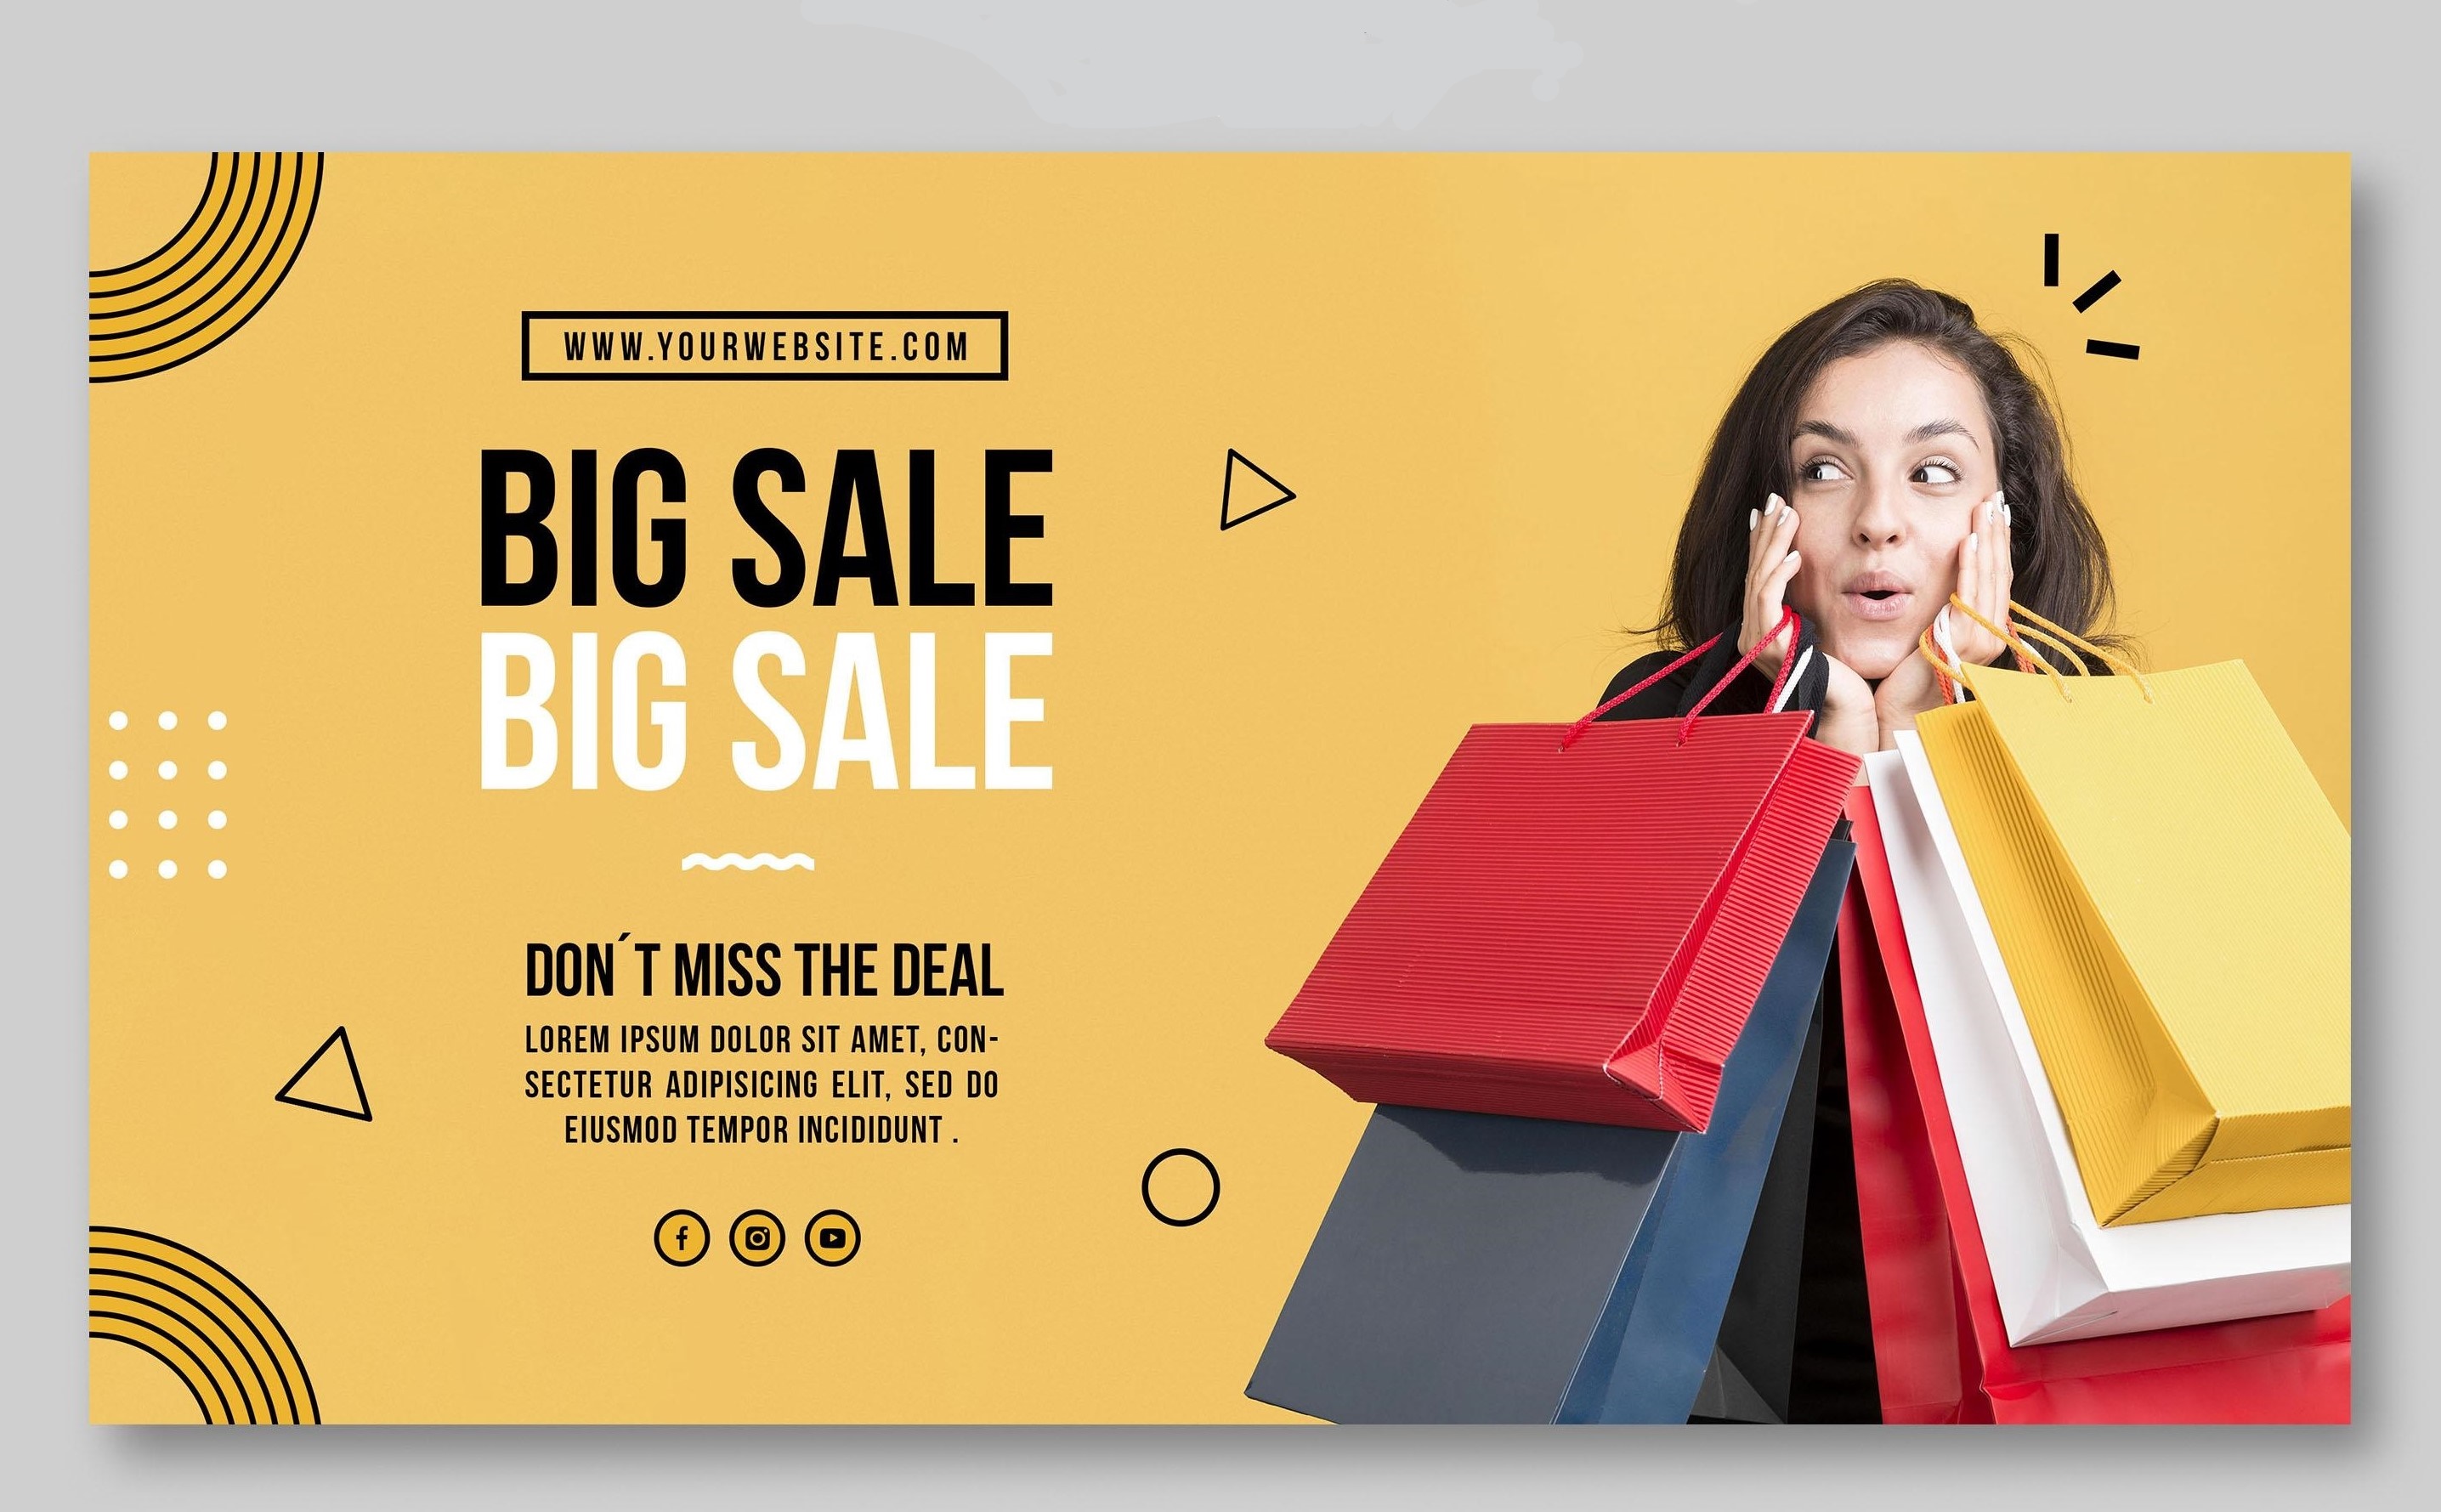 WWW.YOURWEBSITE.COM
BIG SALE
BIG SALE
DON´T MISS THE DEAL
LOREM IPSUM DOLOR SIT AMET, CON-
SECTETUR ADIPISICING ELIT, SED DO
EIUSMOD TEMPOR INCIDIDUNT .